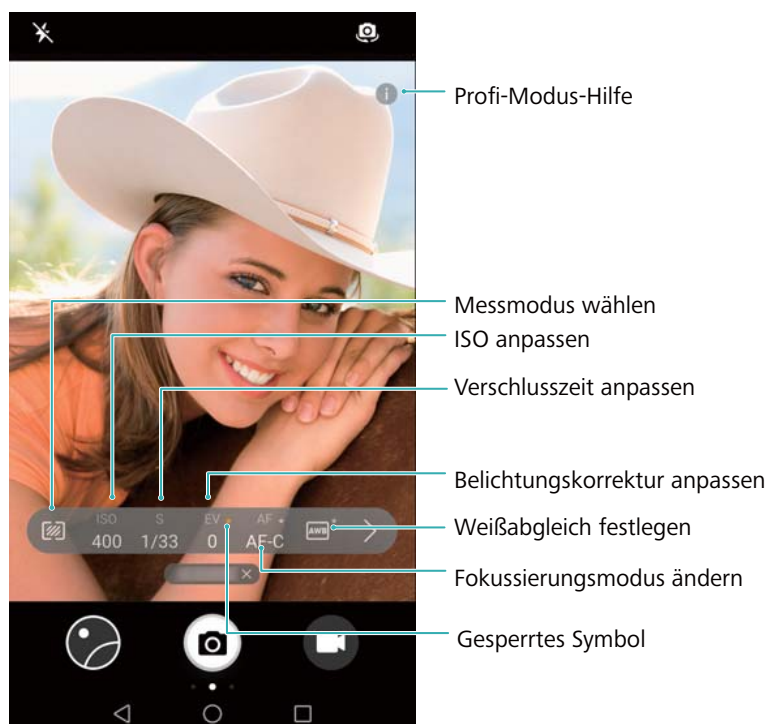 Profi-Modus-Hilfe
Messmodus wählen
ISO anpassen
Verschlusszeit anpassen
Belichtungskorrektur anpassen
ISO S EV AF
400 1/33 0 AF-C AWB
Weißabgleich festlegen
Fokussierungsmodus ändern
Gesperrtes Symbol